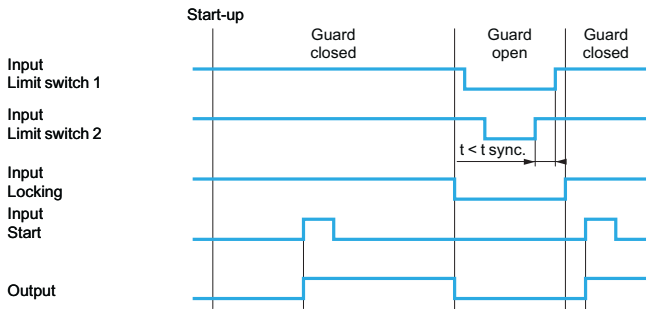 Start-up
Guard
closed
Guard
open
Guard
closed
Input
Limit switch 1
Input
Limit switch 2
t < t sync.
Input
Locking
Input
Start
Output